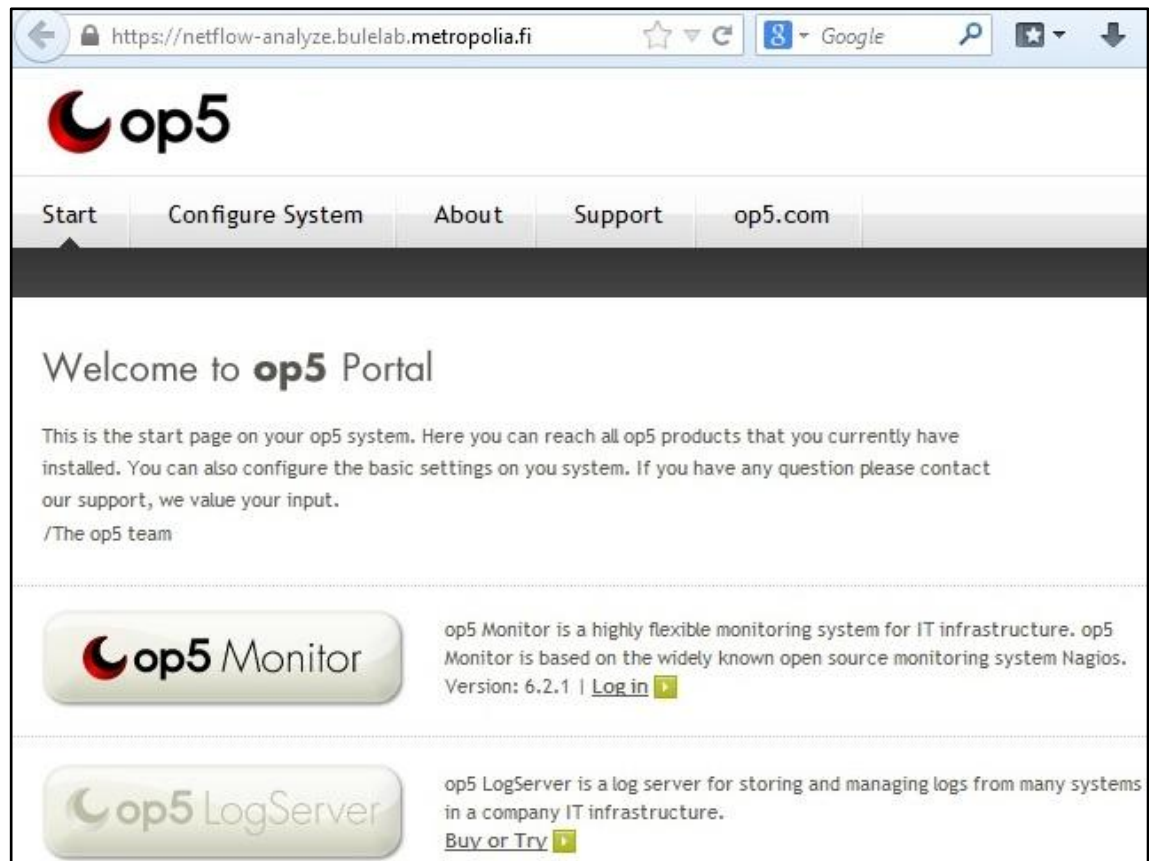 https://netflow-analyze.bulelab.metropolia.fi
Google
op5
Start
Configure System
About
Support
op5.com
Welcome to op5 Portal
This is the start page on your op5 system. Here you can reach all op5 products that you currently have
installed. You can also configure the basic settings on you system. If you have any question please contact
our support, we value your input.
/The op5 team
op5 Monitor
op5 Monitor is a highly flexible monitoring system for IT infrastructure. op5
Monitor is based on the widely known open source monitoring system Nagios.
Version: 6.2.1 | Log in
op5 LogServer
op5 LogServer is a log server for storing and managing logs from many systems
in a company IT infrastructure.
Buy or Try